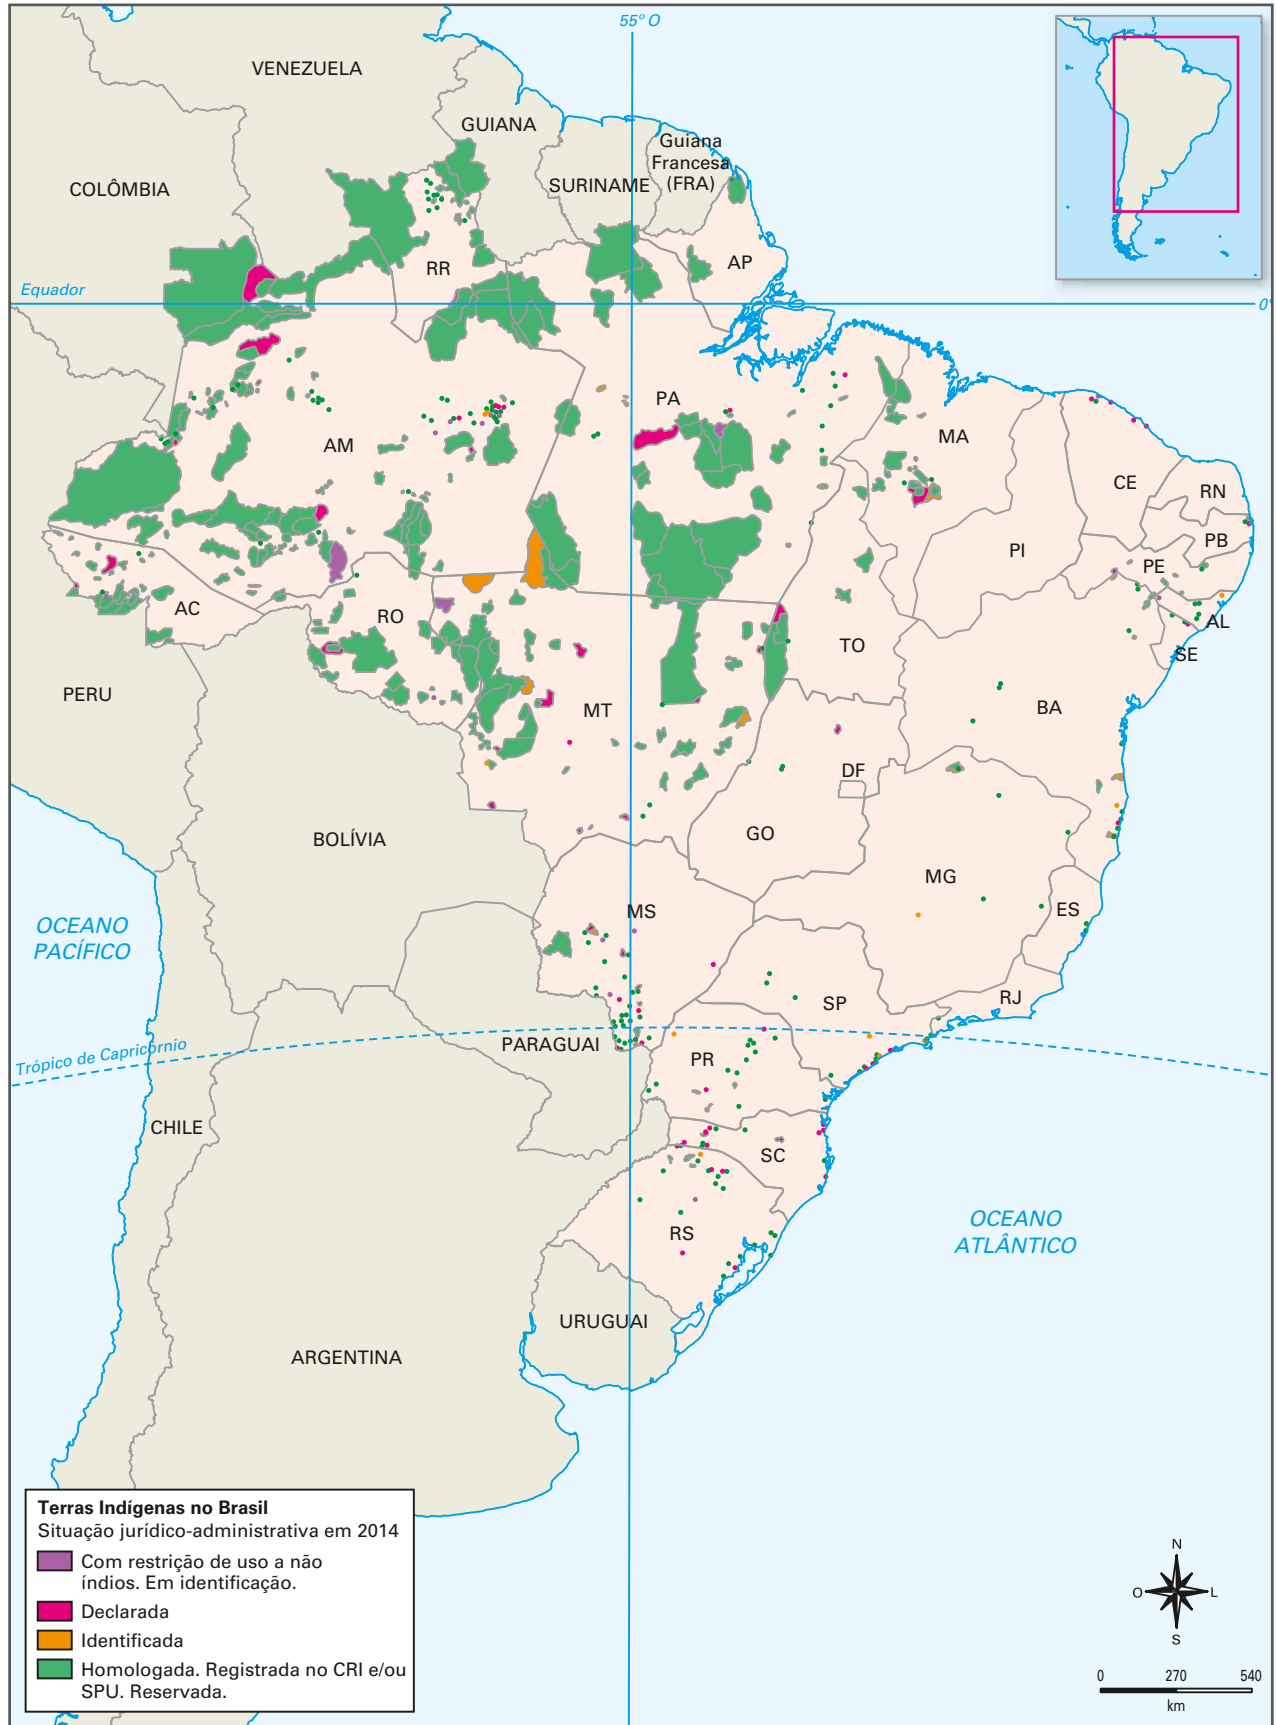 55° O
VENEZUELA
GUIANA
Guiana
Francesa
(FRA)
COLÔMBIA
SURINAME
RR
AP
Equador
0°
PA
AM
MA
CE
RN
PB
PI
PE
AC
RO
AL
TO
SE
PERU
MT
BA
DF
BOLÍVIA
GO
MG
MS
ES
OCEANO
PACÍFICO
SP
RJ
PARAGUAI
Trópico de Capricórnio
PR
CHILE
SC
RS
OCEANO
ATLÂNTICO
URUGUAI
ARGENTINA
Terras Indígenas no Brasil
Situação jurídico-administrativa em 2014
Com restrição de uso a não
índios. Em identificação.
Declarada
Identificada
Homologada. Registrada no CRI e/ou
SPU. Reservada.
N
O
L
S
0 270 540
km